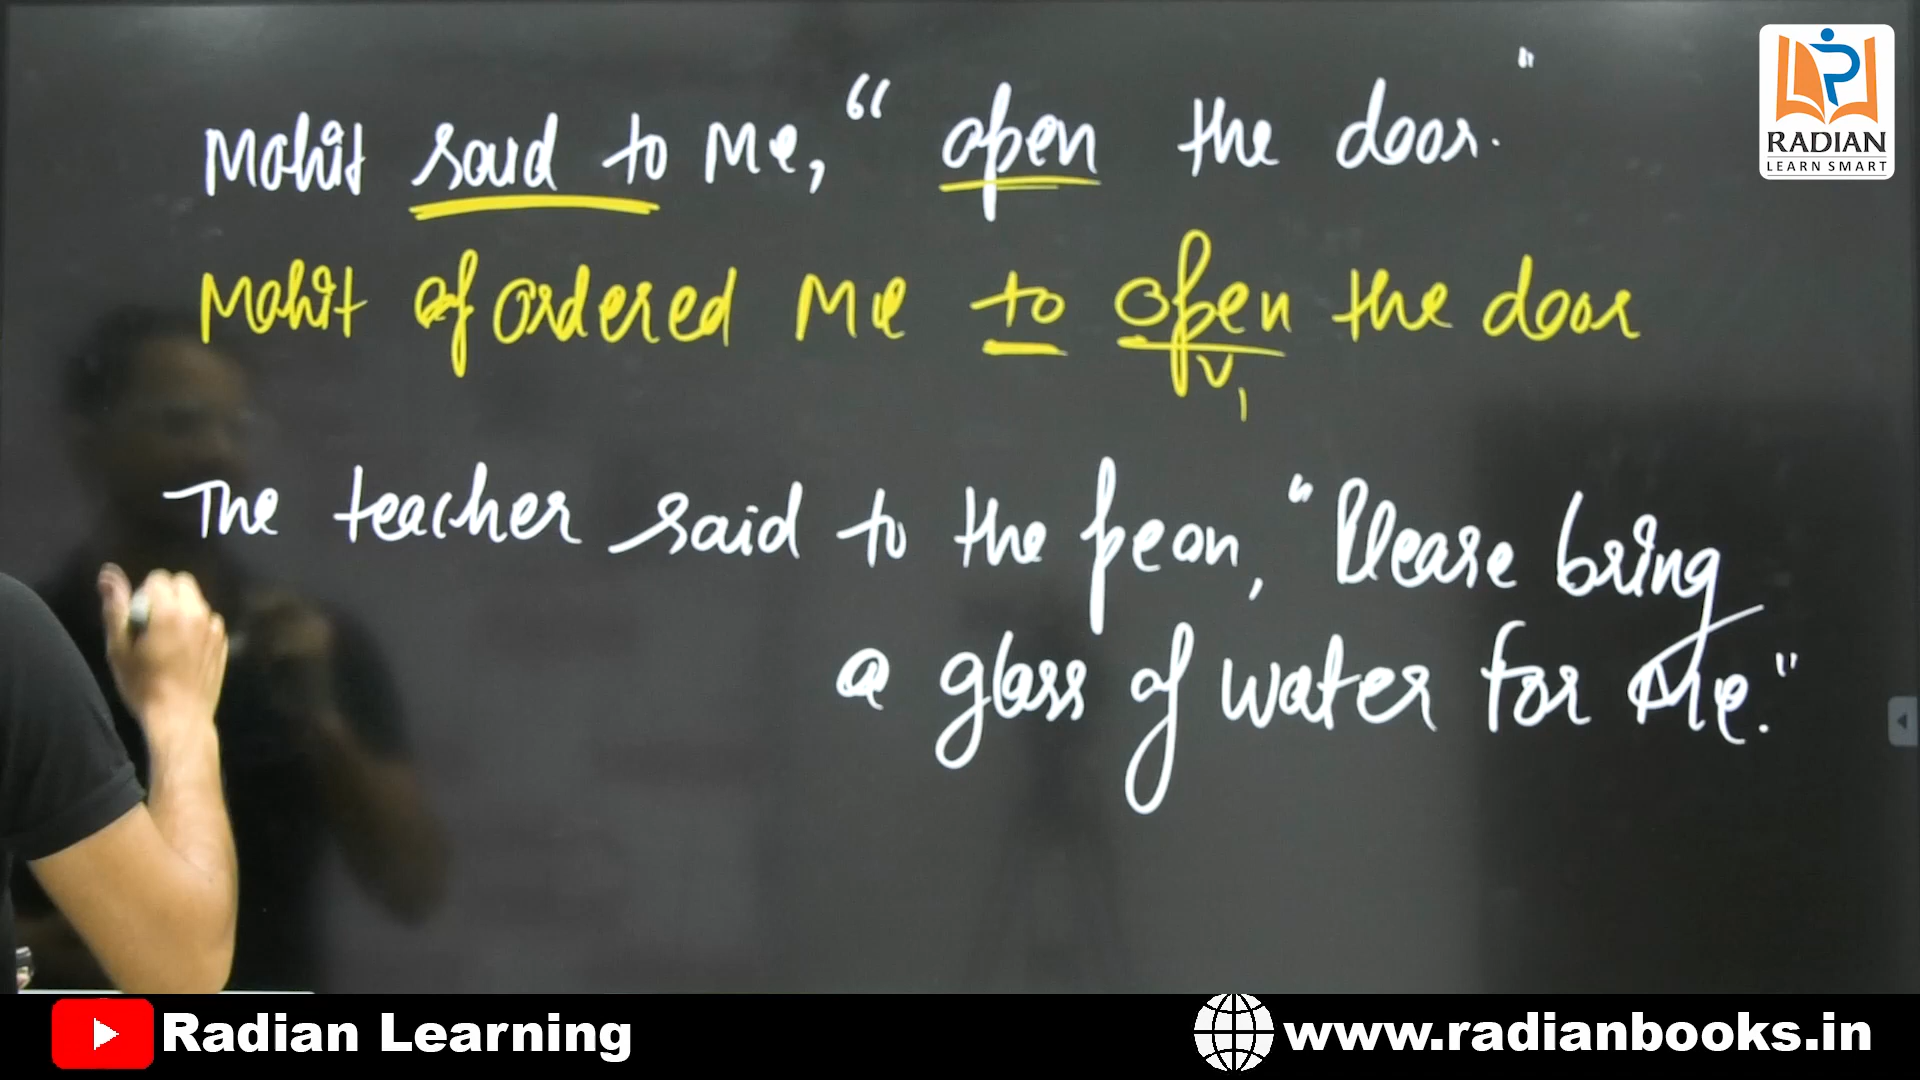 Mohit said to me, " open the door. "
Mohit of ordered me to open the door
V1
The teacher said to the peon, "Please bring
a glass of water for me."
RADIAN
LEARN SMART
Radian Learning
www.radianbooks.in